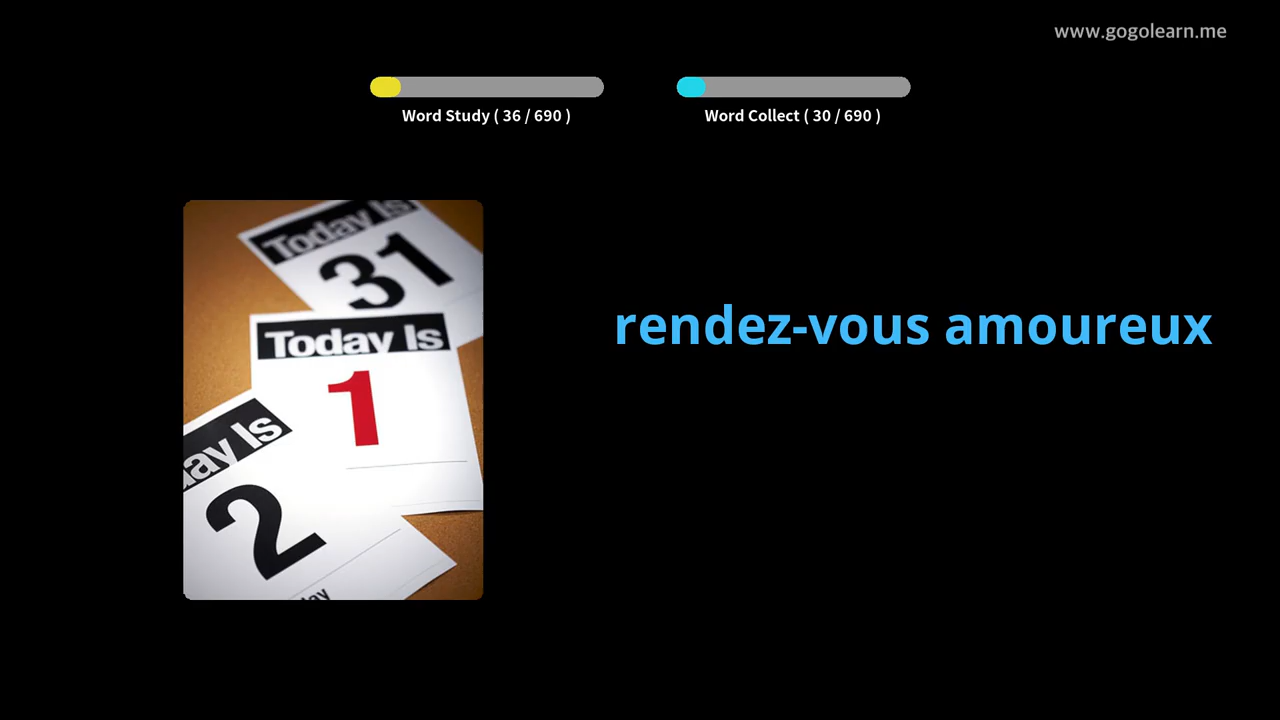 www.gogolearn.me
Word Study ( 36 / 690 )
Word Collect ( 30 / 690 )
Today Is
31
Today Is
1
rendez-vous amoureux
ay Is
2